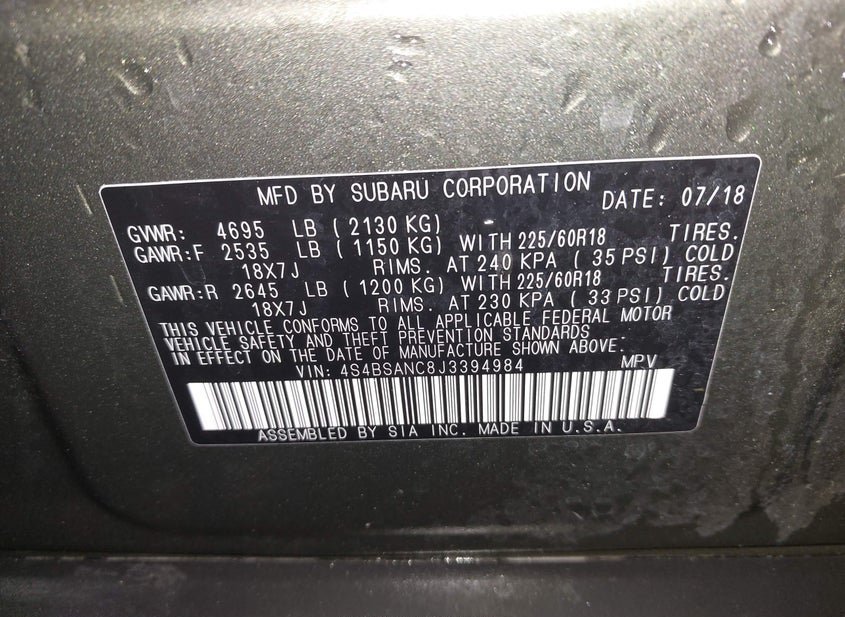 MFD BY SUBARU CORPORATION DATE: 07/18
GVWR: 4695 LB ( 2130 KG)
GAWR:F 2535 LB ( 1150 KG) WITH 225/60R18 TIRES.
18X7J RIMS. AT 240 KPA ( 35 PSI) COLD
GAWR:R 2645 LB ( 1200 KG) WITH 225/60R18 TIRES.
18X7J RIMS. AT 230 KPA ( 33 PSI) COLD
THIS VEHICLE CONFORMS TO ALL APPLICABLE FEDERAL MOTOR
VEHICLE SAFETY AND THEFT PREVENTION STANDARDS
IN EFFECT ON THE DATE OF MANUFACTURE SHOWN ABOVE.
VIN: 4S4BSANC8J3394984 MPV
ASSEMBLED BY SIA INC. MADE IN U.S.A.